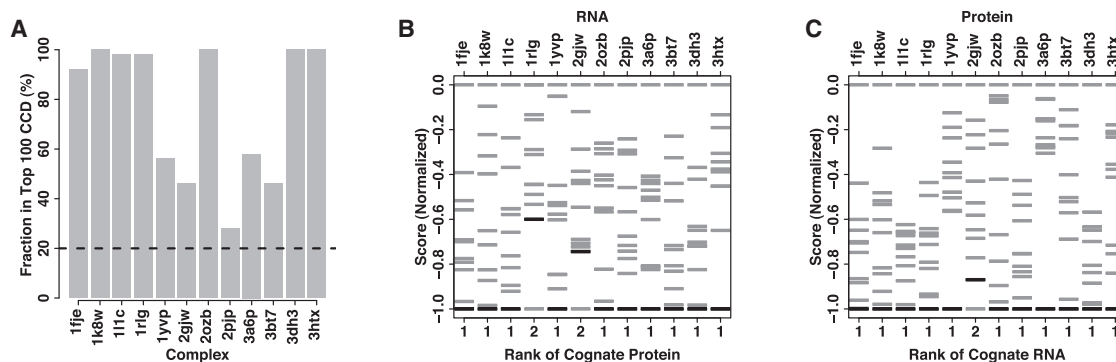 A
Fraction in Top 100 CCD (%)
100
80
60
40
20
0
1fje
1k8w
1l1c
1rlg
1yvp
2gjw
2ozb
2pjp
3a6p
3bt7
3dh3
3htx
Complex
B
RNA
1fje
1k8w
1l1c
1rlg
1yvp
2gjw
2ozb
2pjp
3a6p
3bt7
3dh3
3htx
Score (Normalized)
0.0
−0.2
−0.4
−0.6
−0.8
−1.0
1 1 1 2 1 2 1 1 1 1 1 1
Rank of Cognate Protein
C
Protein
1fje
1k8w
1l1c
1rlg
1yvp
2gjw
2ozb
2pjp
3a6p
3bt7
3dh3
3htx
Score (Normalized)
0.0
−0.2
−0.4
−0.6
−0.8
−1.0
1 1 1 1 1 2 1 1 1 1 1 1
Rank of Cognate RNA